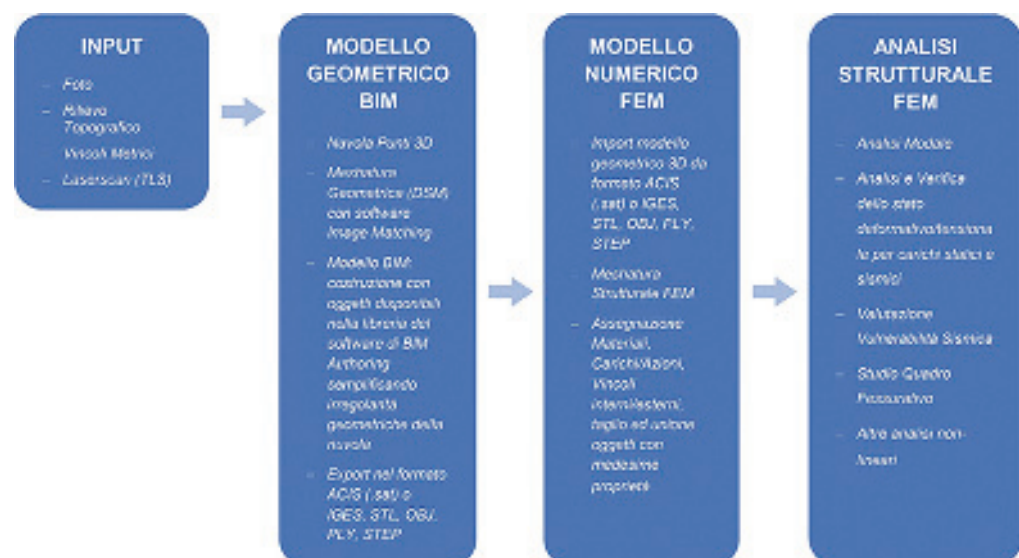 INPUT
– Foto
– Rilievo
Topografico
Vincoli Metrici
– Laserscan (TLS)
MODELLO
GEOMETRICO
BIM
– Nuvola Punti 3D
– Meshatura
Geometrica (DSM)
con software
Image Matching
– Modello BIM:
costruzione con
oggetti disponibili
nella libreria del
software di BIM
Authoring
semplificando
irregolarità
geometriche della
nuvola
– Export nel formato
ACIS (.sat) o
IGES, STL, OBJ,
PLY, STEP
MODELLO
NUMERICO
FEM
– Import modello
geometrico 3D da
formato ACIS
(.sat) o IGES,
STL, OBJ, PLY,
STEP
– Meshatura
Strutturale FEM
– Assegnazione
Materiali,
Carichi/Azioni,
Vincoli
interni/esterni,
taglio ed unione
oggetti con
medesime
proprietà
ANALISI
STRUTTURALE
FEM
– Analisi Modale
– Analisi e Verifica
dello stato
deformativo/tensiona
le per carichi statici e
sismici
– Valutazione
Vulnerabilità Sismica
– Studio Quadro
Fessurativo
– Altre analisi non-
lineari